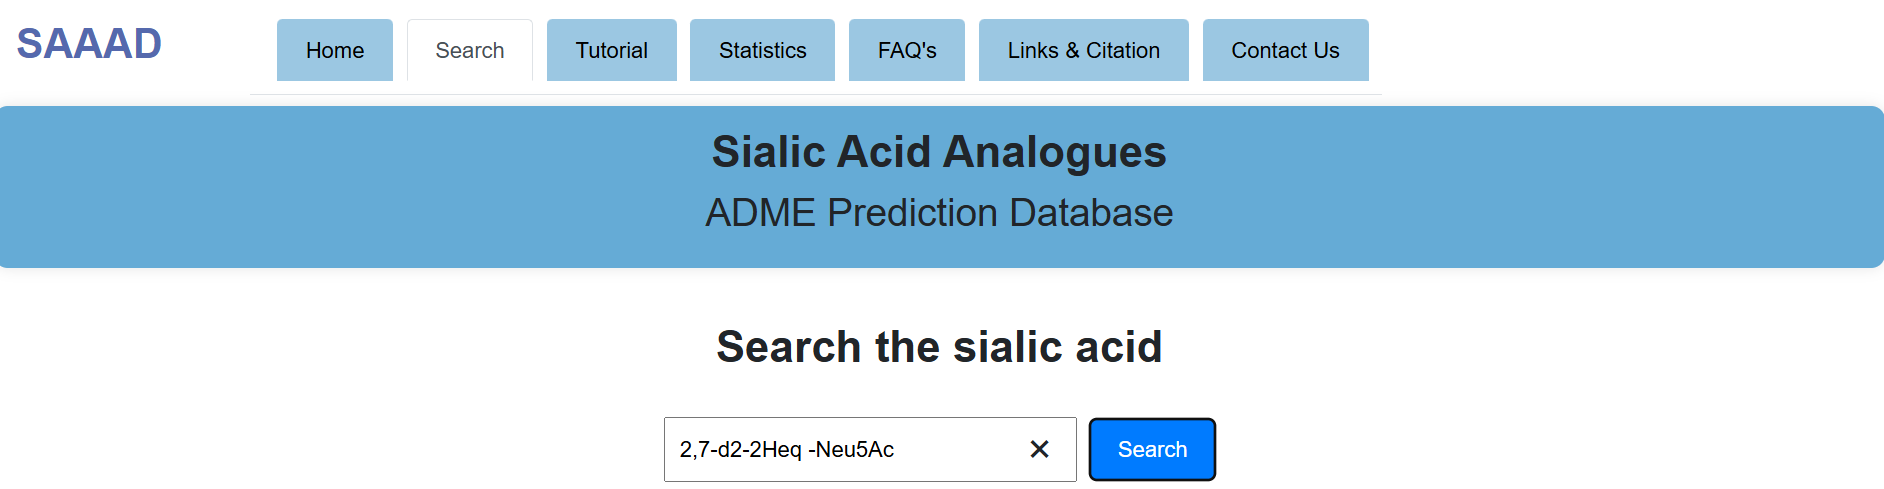 SAAAD
Home Search Tutorial Statistics FAQ's Links & Citation Contact Us
Sialic Acid Analogues
ADME Prediction Database
Search the sialic acid
2,7-d2-2Heq -Neu5Ac ✕ Search